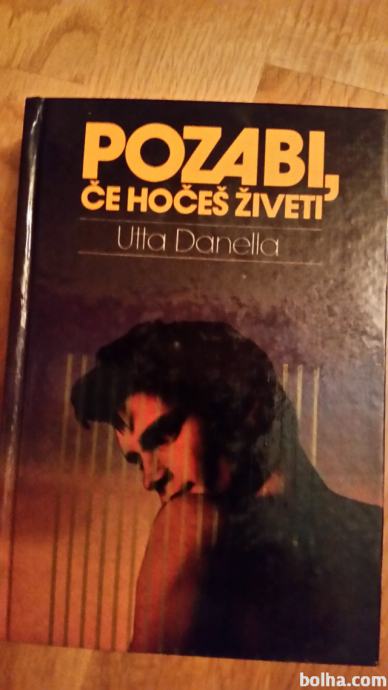 POZABI,
ČE HOČEŠ ŽIVETI
Utta Danella
bolha.com